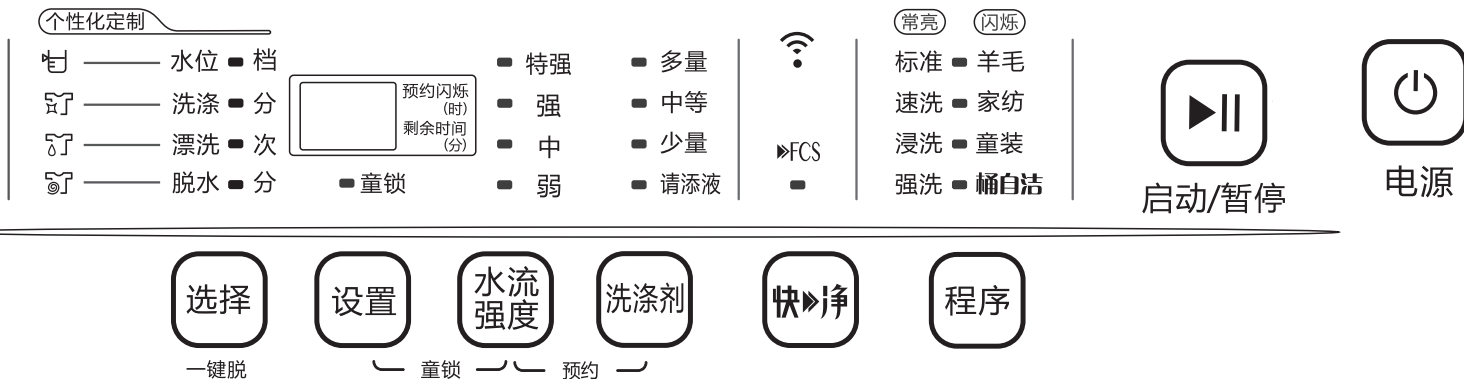 个性化定制
水位 档
洗涤 分
漂洗 次
脱水 分
预约闪烁
(时)
剩余时间
(分)
童锁
特强
强
中
弱
多量
中等
少量
请添液
FCS
常亮 闪烁
标准 羊毛
速洗 家纺
浸洗 童装
强洗 桶自洁
启动/暂停
电源
选择
设置
水流
强度
洗涤剂
快净
程序
一键脱
童锁
预约